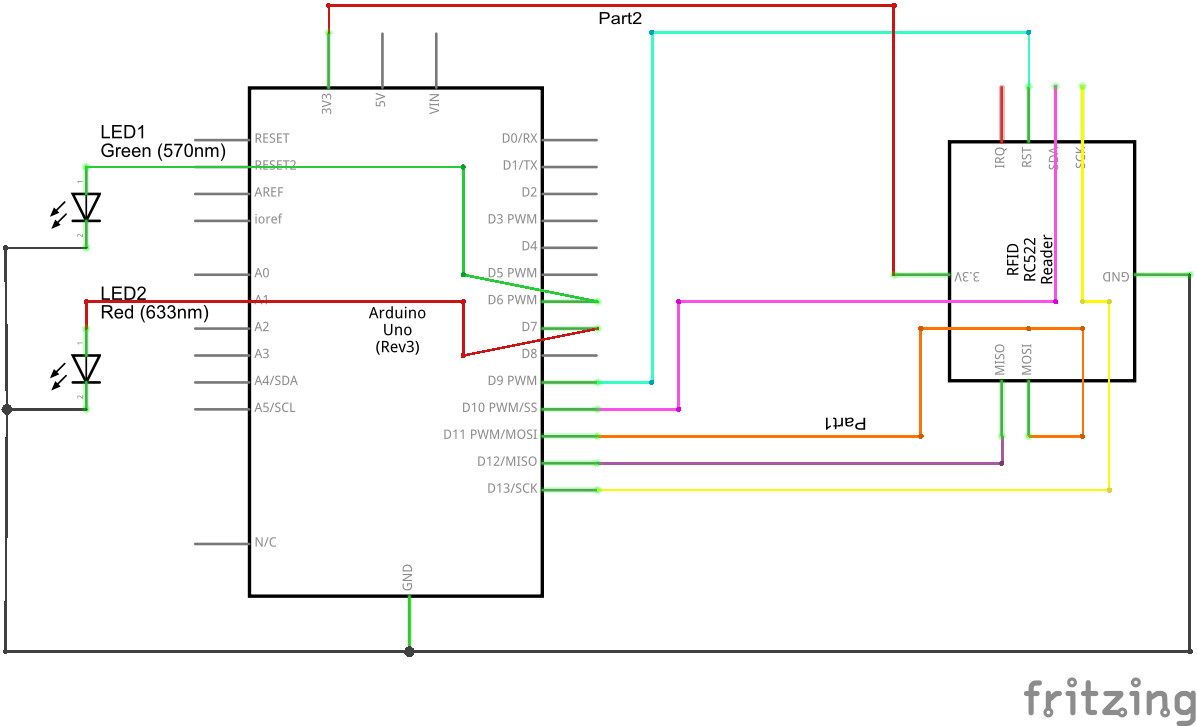 Part2
3V3
5V
VIN
LED1
Green (570nm)
1
2
LED2
Red (633nm)
1
2
RESET
RESET2
AREF
ioref
A0
A1
A2
A3
A4/SDA
A5/SCL
N/C
D0/RX
D1/TX
D2
D3 PWM
D4
D5 PWM
D6 PWM
D7
D8
D9 PWM
D10 PWM/SS
D11 PWM/MOSI
D12/MISO
D13/SCK
Arduino
Uno
(Rev3)
GND
Part1
IRQ
RST
SDA
SCK
RFID
RC522
Reader
3.3V
GND
MISO
MOSI
fritzing